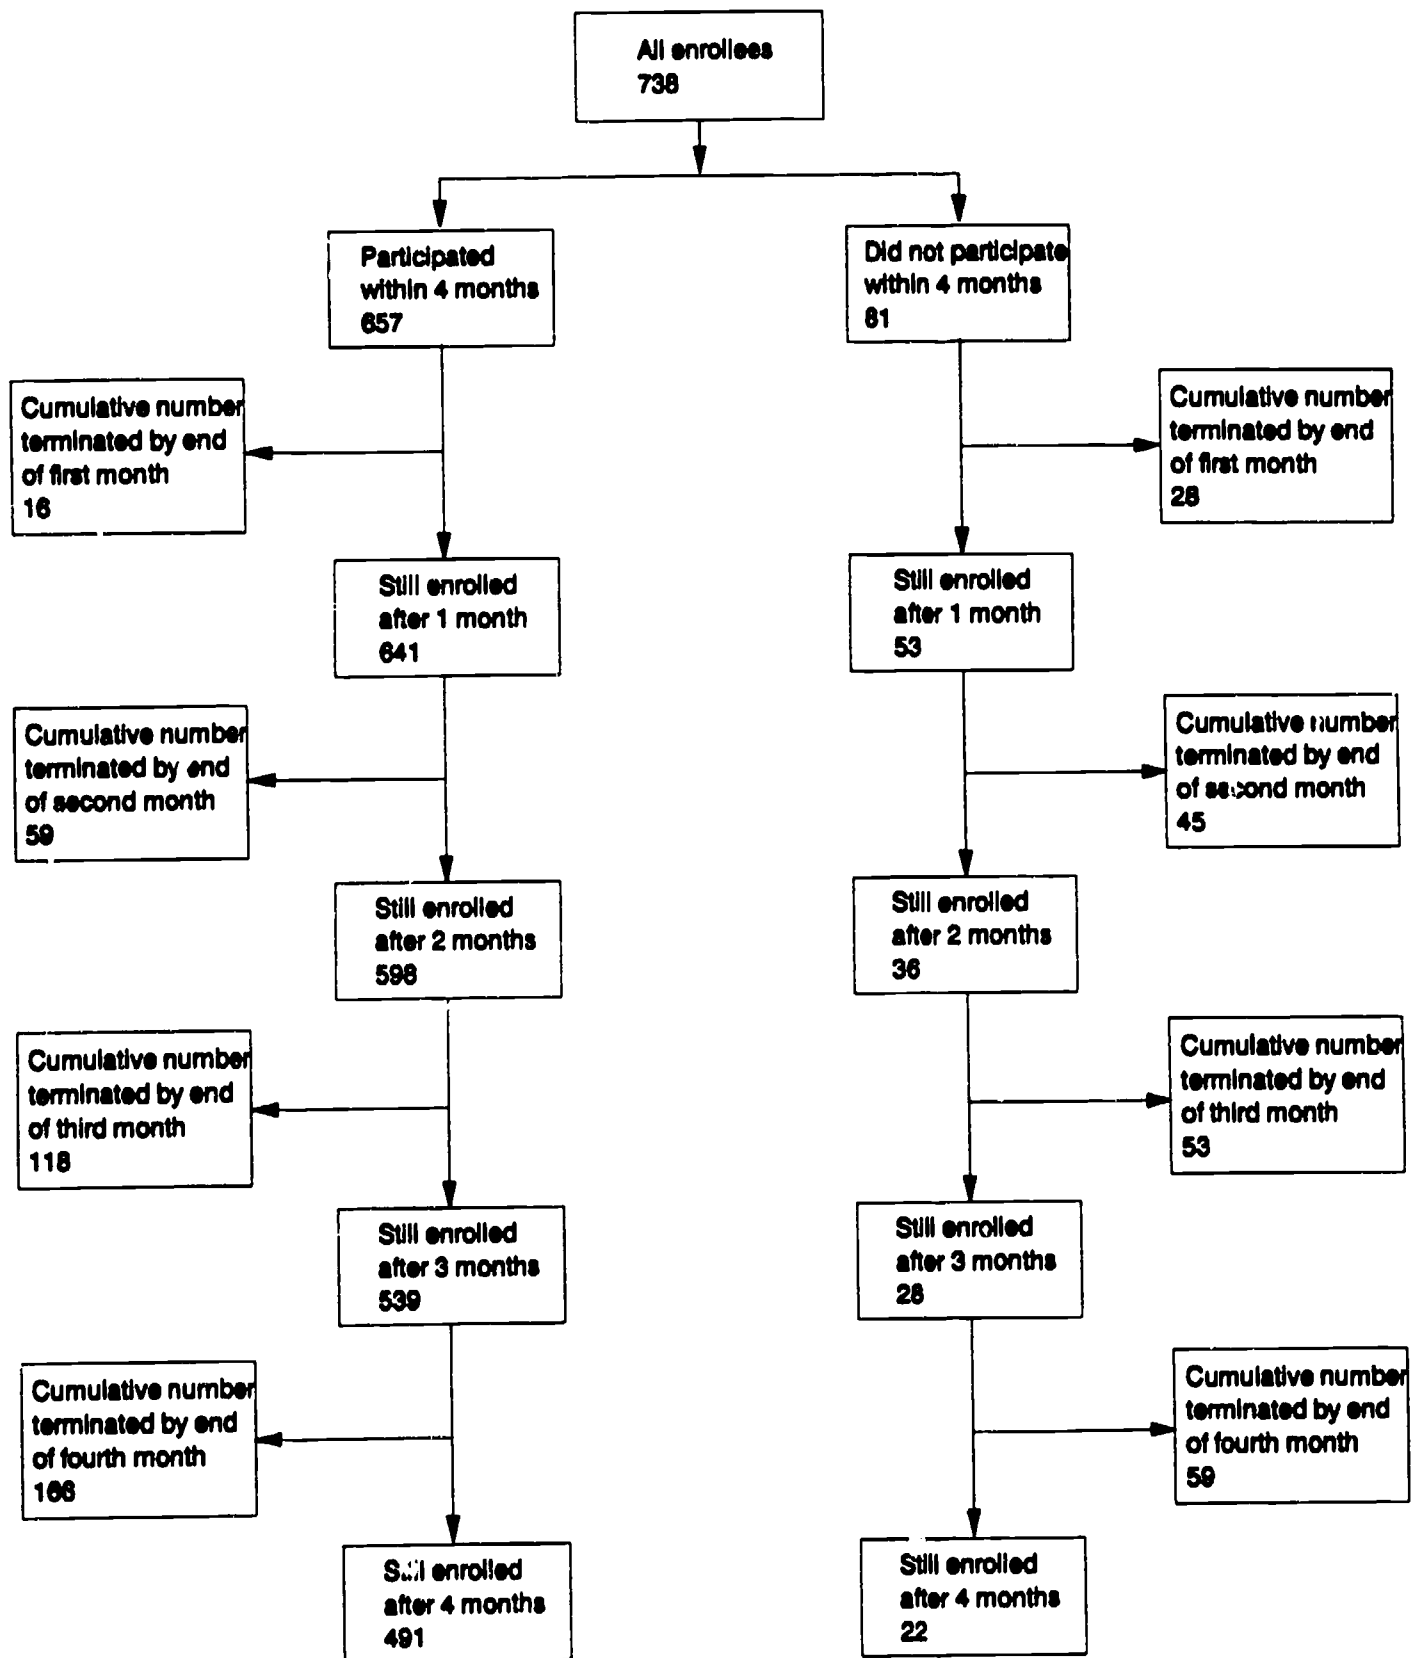 All enrollees
738
Participated
within 4 months
657
Did not participate
within 4 months
81
Cumulative number
terminated by end
of first month
16
Cumulative number
terminated by end
of first month
28
Still enrolled
after 1 month
641
Still enrolled
after 1 month
53
Cumulative number
terminated by end
of second month
59
Cumulative number
terminated by end
of second month
45
Still enrolled
after 2 months
598
Still enrolled
after 2 months
36
Cumulative number
terminated by end
of third month
118
Cumulative number
terminated by end
of third month
53
Still enrolled
after 3 months
539
Still enrolled
after 3 months
28
Cumulative number
terminated by end
of fourth month
166
Cumulative number
terminated by end
of fourth month
59
Still enrolled
after 4 months
491
Still enrolled
after 4 months
22